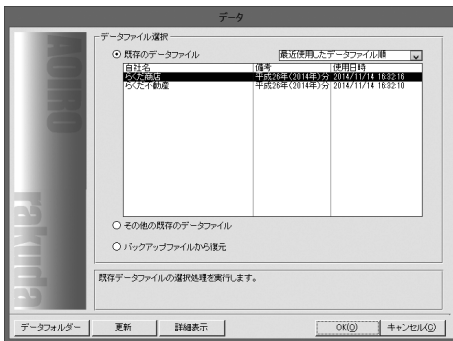 データ
データファイル選択
既存のデータファイル
最近使用したデータファイル順
自社名 備考 使用日時
らくだ商店 平成26年(2014年)分 2014/11/14 16:32:16
らくだ不動産 平成26年(2014年)分 2014/11/14 16:32:10
その他の既存のデータファイル
バックアップファイルから復元
既存データファイルの選択処理を実行します。
AOIRO
rakuda
データフォルダー 更新 詳細表示 OK(O) キャンセル(C)